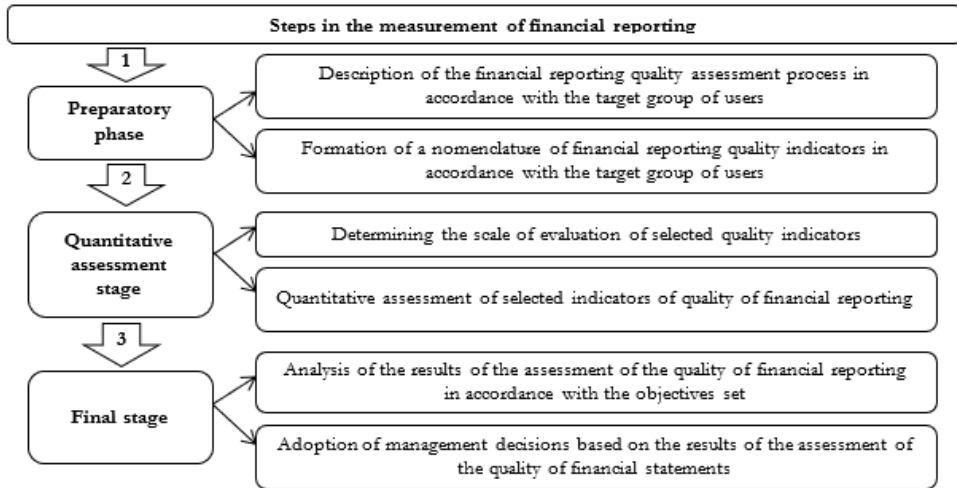 Steps in the measurement of financial reporting
1
Preparatory
phase
Description of the financial reporting quality assessment process in
accordance with the target group of users
Formation of a nomenclature of financial reporting quality indicators in
accordance with the target group of users
2
Quantitative
assessment
stage
Determining the scale of evaluation of selected quality indicators
Quantitative assessment of selected indicators of quality of financial reporting
3
Final stage
Analysis of the results of the assessment of the quality of financial reporting
in accordance with the objectives set
Adoption of management decisions based on the results of the assessment of
the quality of financial statements